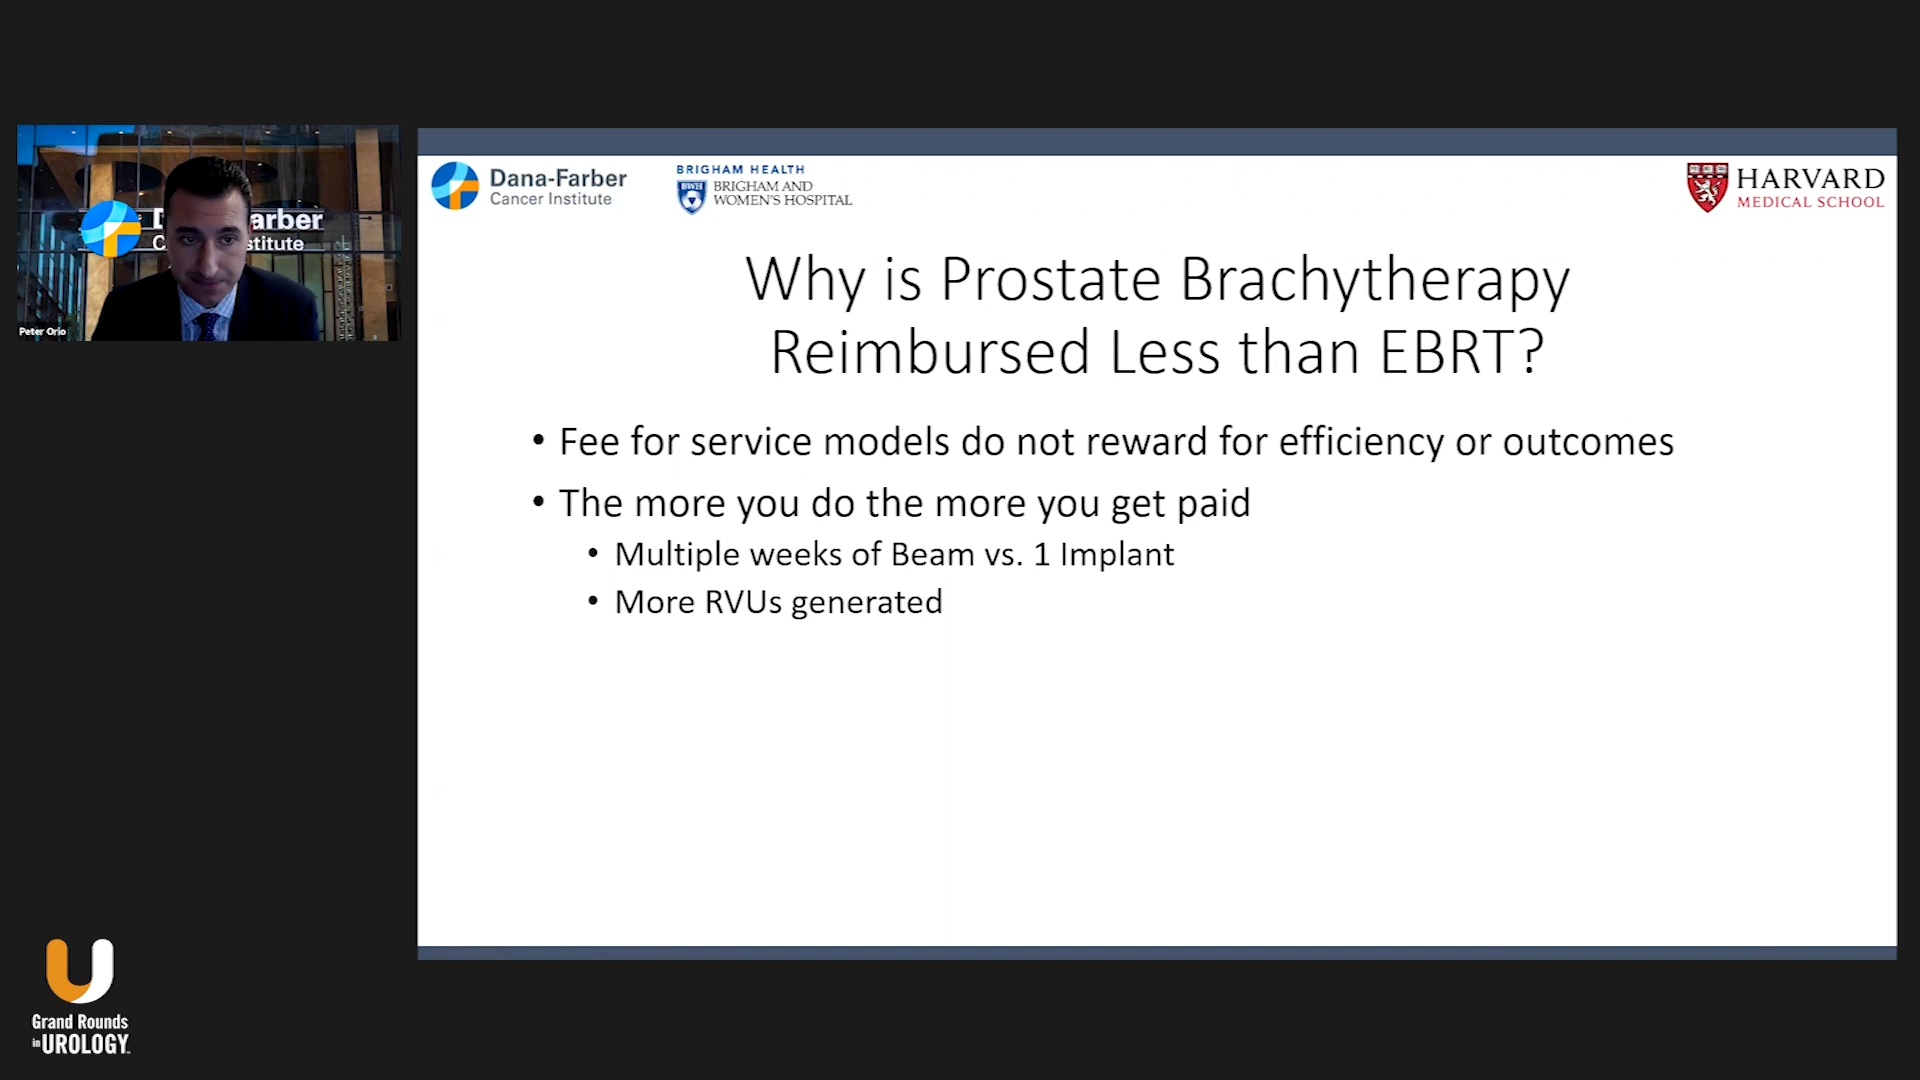 Dana-Farber
Cancer Institute
BRIGHAM HEALTH
BWH
BRIGHAM AND
WOMEN'S HOSPITAL
HARVARD
MEDICAL SCHOOL
arber
stitute
Peter Orio
Why is Prostate Brachytherapy
Reimbursed Less than EBRT?
• Fee for service models do not reward for efficiency or outcomes
• The more you do the more you get paid
• Multiple weeks of Beam vs. 1 Implant
• More RVUs generated
Grand Rounds
in UROLOGY